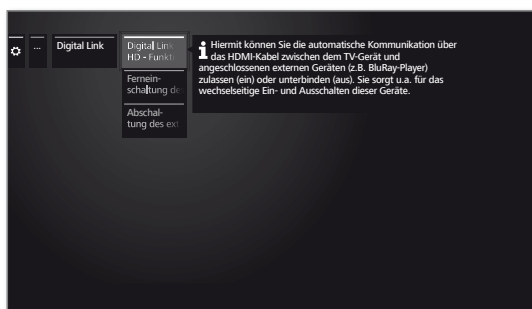 ... Digital Link
Digital Link
HD - Funkti
Fernein-
schaltung de
Abschal-
tung des ext
Hiermit können Sie die automatische Kommunikation über
das HDMI-Kabel zwischen dem TV-Gerät und
angeschlossenen externen Geräten (z.B. BluRay-Player)
zulassen (ein) oder unterbinden (aus). Sie sorgt u.a. für das
wechselseitige Ein- und Ausschalten dieser Geräte.